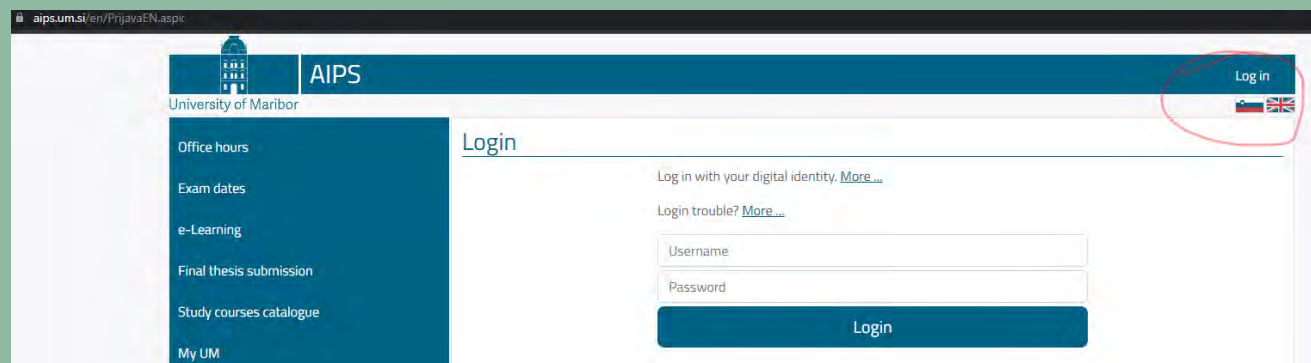 aips.um.si/en/PrijavaEN.aspx
AIPS
Log in
University of Maribor
Office hours
Exam dates
e-Learning
Final thesis submission
Study courses catalogue
My UM
Login
Log in with your digital identity. More ...
Login trouble? More ...
Username
Password
Login